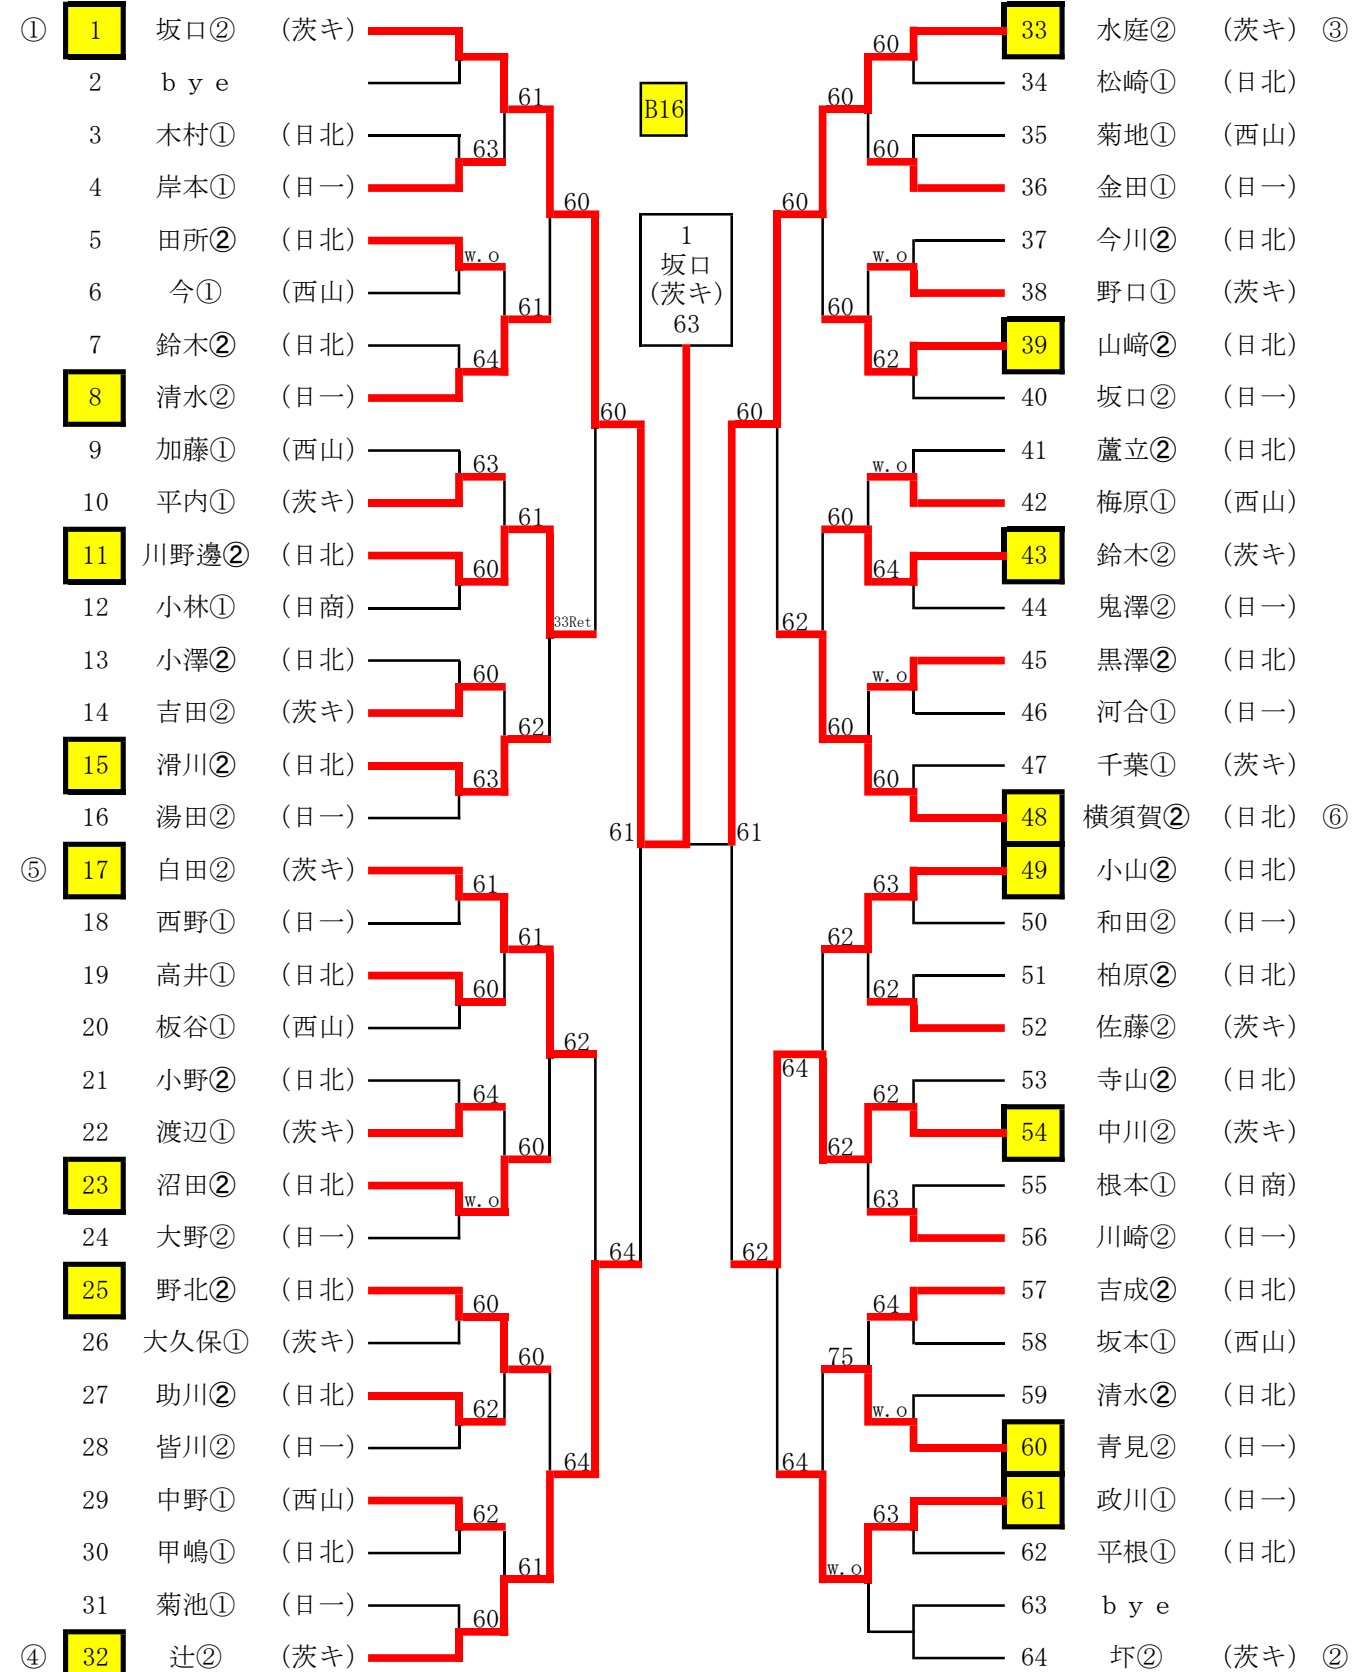 ① 1 坂口② (茨キ)
2 ｂｙｅ
61
3 木村① (日北)
63
4 岸本① (日一)
60
5 田所② (日北)
w.o
6 今① (西山)
61
7 鈴木② (日北)
64
8 清水② (日一)
60
9 加藤① (西山)
63
10 平内① (茨キ)
61
11 川野邊② (日北)
60
12 小林① (日商)
33Ret
13 小澤② (日北)
60
14 吉田② (茨キ)
62
15 滑川② (日北)
63
16 湯田② (日一)
61
⑤ 17 白田② (茨キ)
61
18 西野① (日一)
61
19 高井① (日北)
60
20 板谷① (西山)
62
21 小野② (日北)
64
22 渡辺① (茨キ)
60
23 沼田② (日北)
w.o
24 大野② (日一)
64
25 野北② (日北)
60
26 大久保① (茨キ)
60
27 助川② (日北)
62
28 皆川② (日一)
64
29 中野① (西山)
62
30 甲嶋① (日北)
61
31 菊池① (日一)
60
④ 32 辻② (茨キ)
B16
1
坂口
(茨キ)
63
33 水庭② (茨キ) ③
60
34 松崎① (日北)
60
35 菊地① (西山)
60
36 金田① (日一)
60
37 今川② (日北)
w.o
38 野口① (茨キ)
60
39 山﨑② (日北)
62
40 坂口② (日一)
60
41 蘆立② (日北)
w.o
42 梅原① (西山)
60
43 鈴木② (茨キ)
64
44 鬼澤② (日一)
62
45 黒澤② (日北)
w.o
46 河合① (日一)
60
47 千葉① (茨キ)
60
48 横須賀② (日北) ⑥
61
49 小山② (日北)
63
50 和田② (日一)
62
51 柏原② (日北)
62
52 佐藤② (茨キ)
64
53 寺山② (日北)
62
54 中川② (茨キ)
62
55 根本① (日商)
63
56 川崎② (日一)
62
57 吉成② (日北)
64
58 坂本① (西山)
75
59 清水② (日北)
w.o
60 青見② (日一)
64
61 政川① (日一)
63
62 平根① (日北)
w.o
63 ｂｙｅ
64 圷② (茨キ) ②